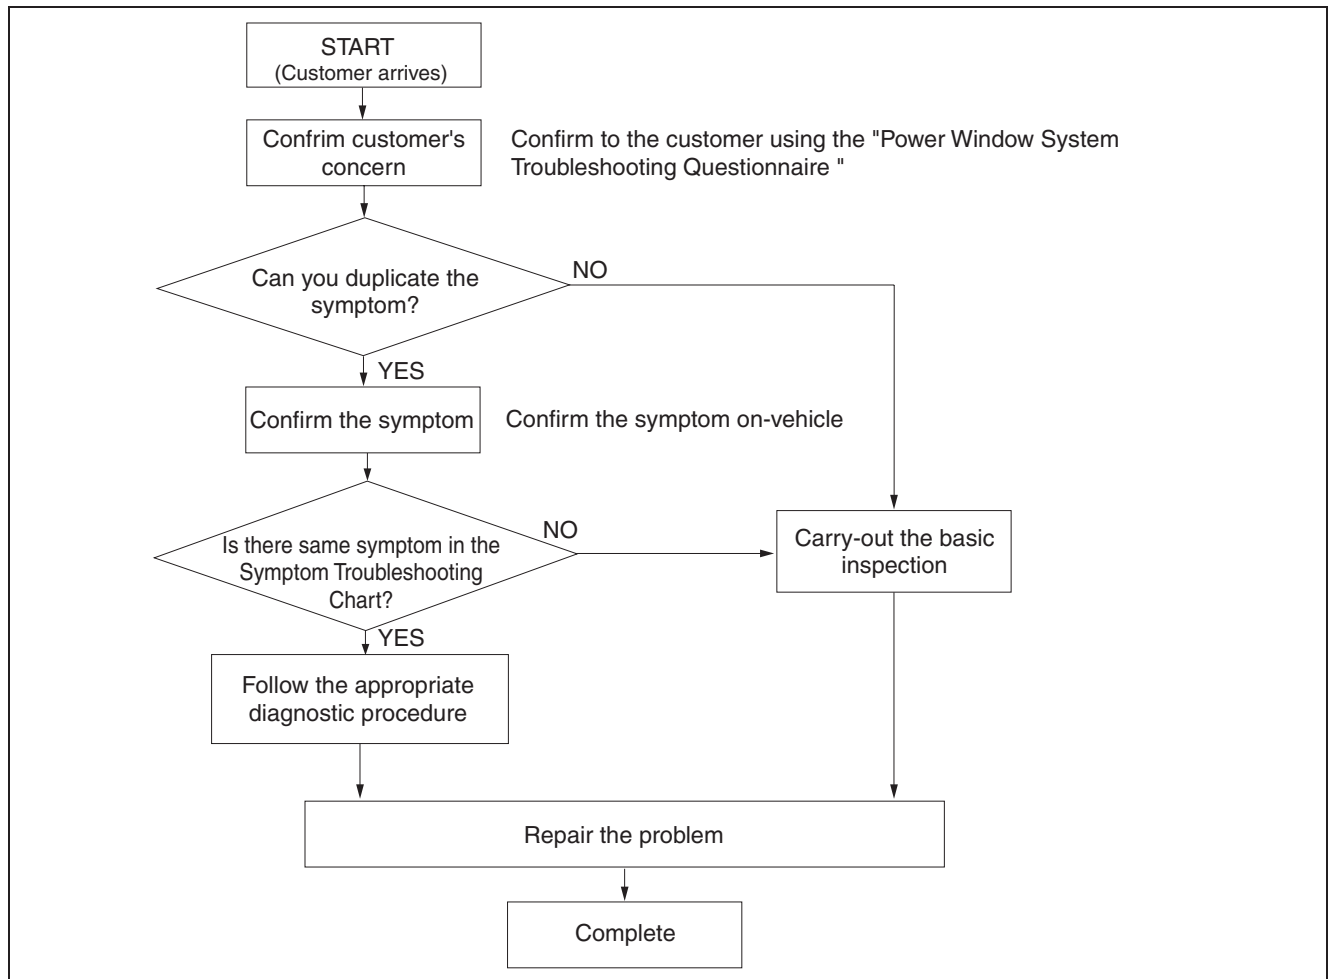 START
(Customer arrives)
Confrim customer's
concern
Confirm to the customer using the "Power Window System
Troubleshooting Questionnaire "
Can you duplicate the
symptom?
NO
YES
Confirm the symptom
Confirm the symptom on-vehicle
Is there same symptom in the
Symptom Troubleshooting
Chart?
NO
Carry-out the basic
inspection
YES
Follow the appropriate
diagnostic procedure
Repair the problem
Complete